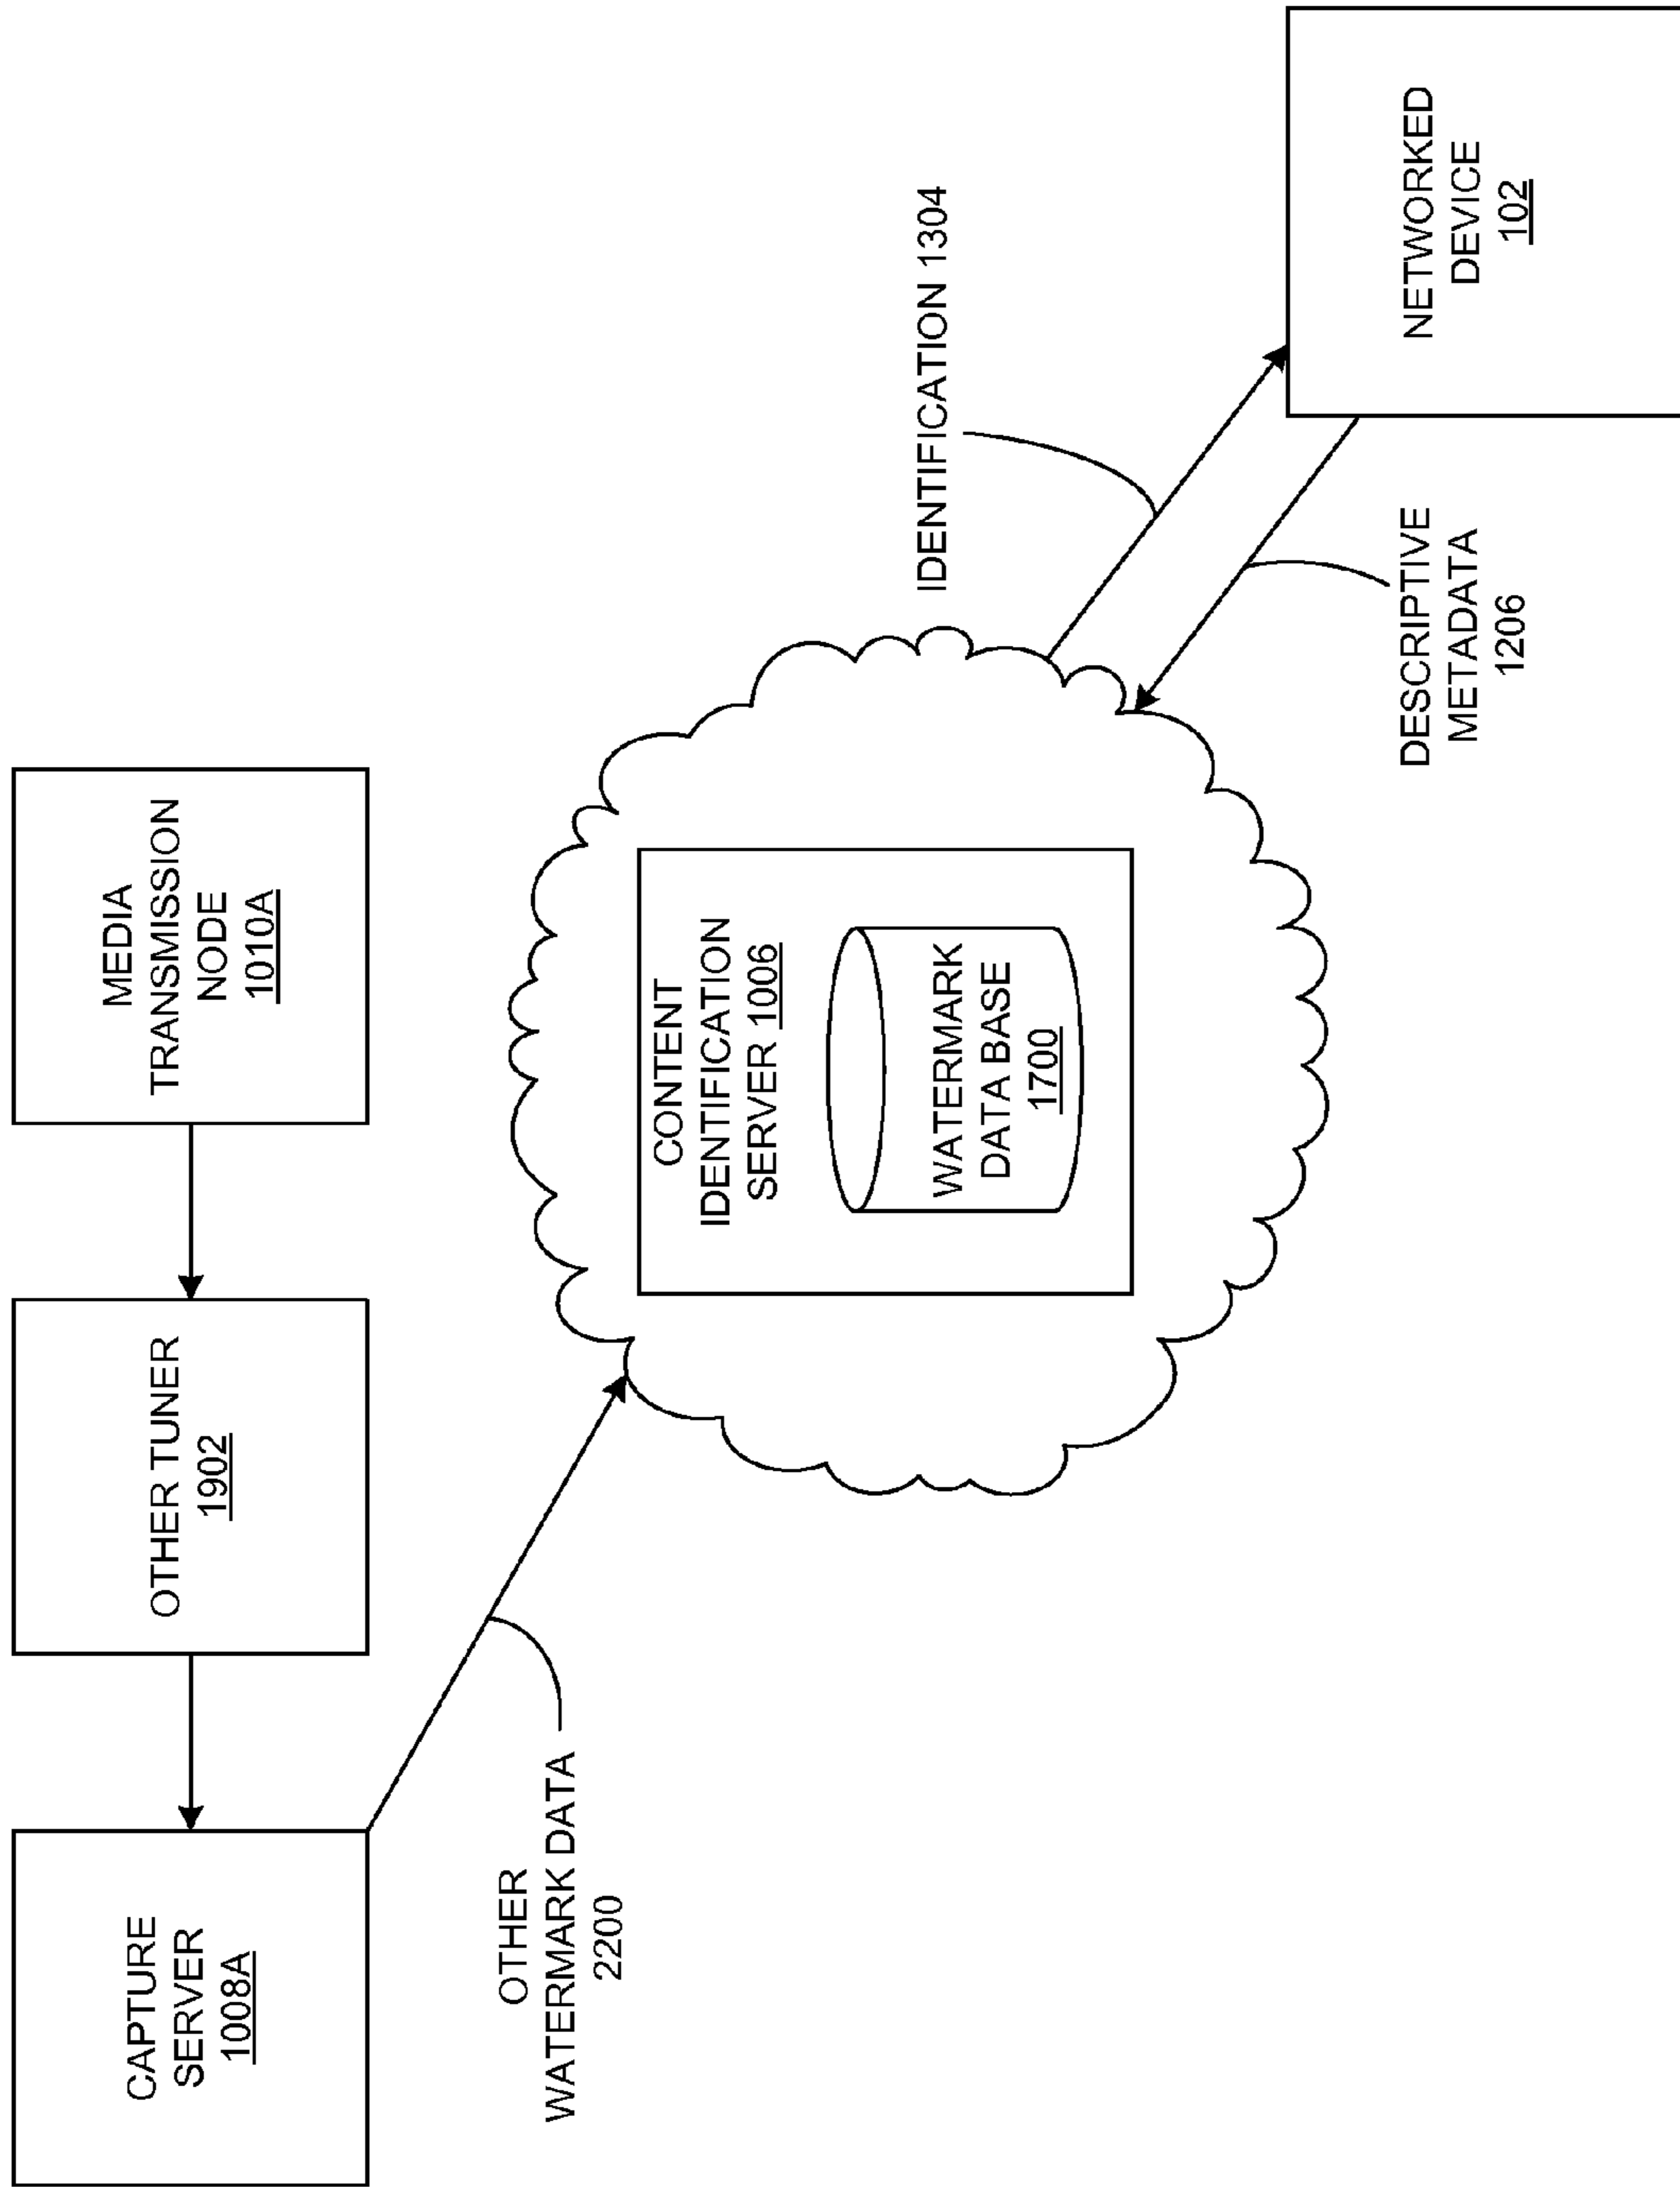 CAPTURE
SERVER
1008A
OTHER TUNER
1902
MEDIA
TRANSMISSION
NODE
1010A
OTHER
WATERMARK DATA
2200
CONTENT
IDENTIFICATION
SERVER 1006
WATERMARK
DATA BASE
1700
IDENTIFICATION 1304
DESCRIPTIVE
METADATA
1206
NETWORKED
DEVICE
102